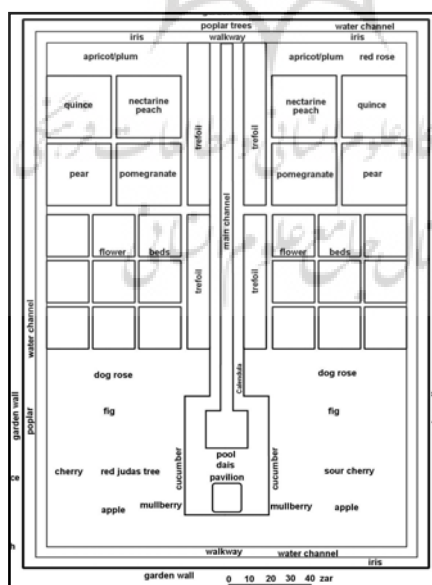 poplar trees
water channel
iris walkway iris
apricot/plum apricot/plum red rose
quince nectarine peach nectarine peach quince
trefoil trefoil
pear pomegranate pomegranate pear
main channel
flower beds flower beds
trefoil trefoil
water channel
dog rose Calendula dog rose
garden wall
poplar
fig fig
cucumber cucumber
pool
dais
cherry red judas tree pavilion sour cherry
ce
apple mullberry mullberry apple
h
walkway water channel
iris
garden wall 0 10 20 30 40 zar